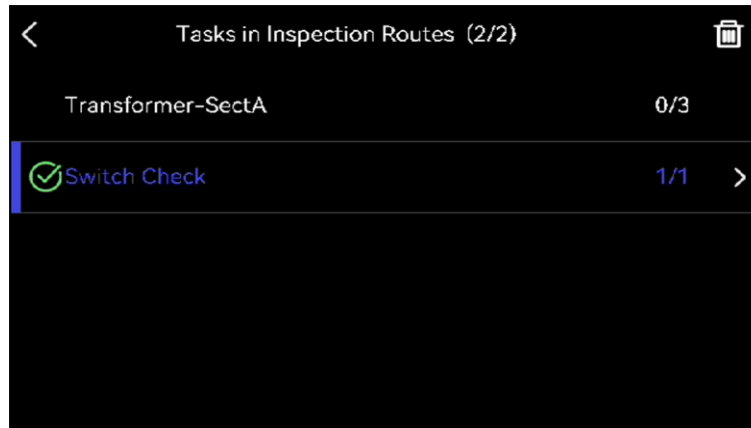 Tasks in Inspection Routes (2/2)
Transformer-SectA 0/3
Switch Check 1/1